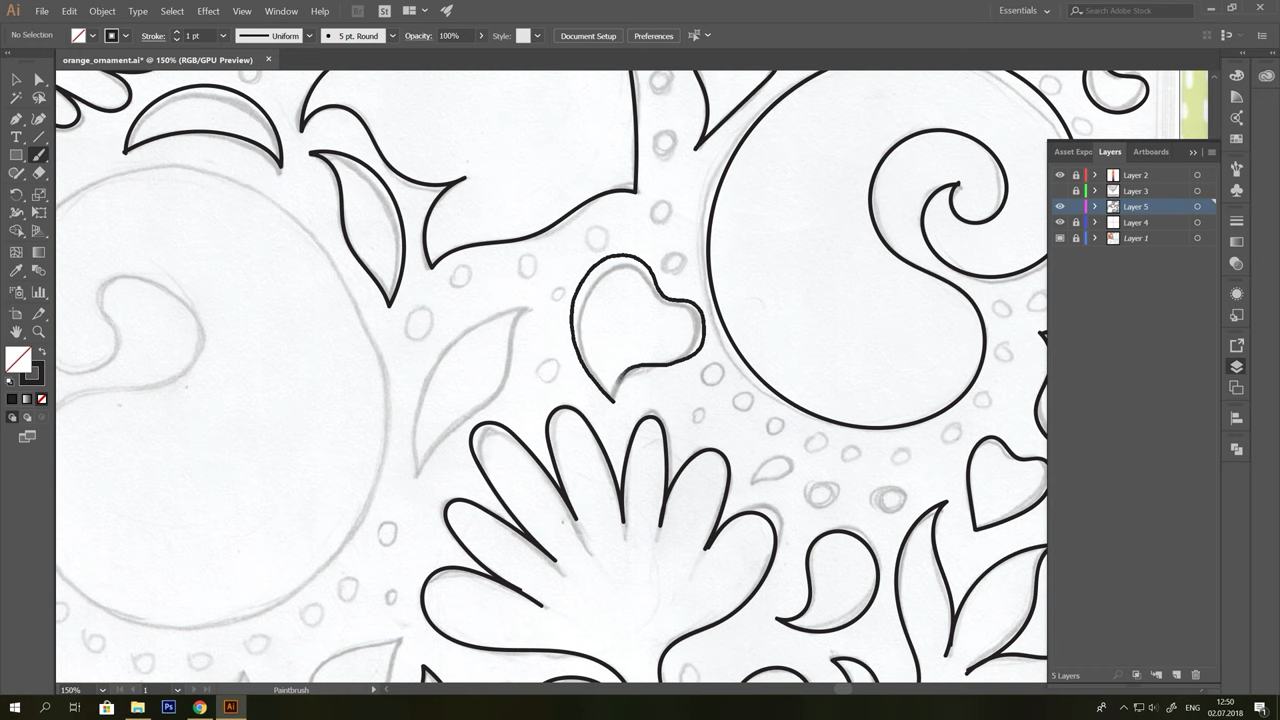 Ai File Edit Object Type Select Effect View Window Help Br St Essentials Search Adobe Stock
No Selection Stroke: 1 pt Uniform 5 pt. Round Opacity: 100% Style: Document Setup Preferences
orange_ornament.ai* @ 150% (RGB/GPU Preview)
Asset Expo Layers Artboards
Layer 2
Layer 3
Layer 5
Layer 4
Layer 1
5 Layers
150% 1 Paintbrush
Ps Ai ENG 12:50
02.07.2018